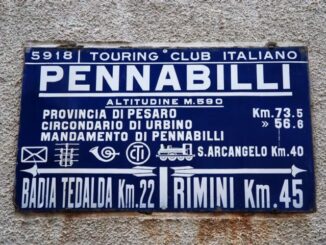 5918 TOURING CLUB ITALIANO
PENNABILLI
ALTITUDINE M.590
PROVINCIA DI PESARO Km.73.5
CIRCONDARIO DI URBINO » 56.6
MANDAMENTO DI PENNABILLI
CTI S.ARCANGELO Km.40
BADIA TEDALDA Km.22 RIMINI Km.45